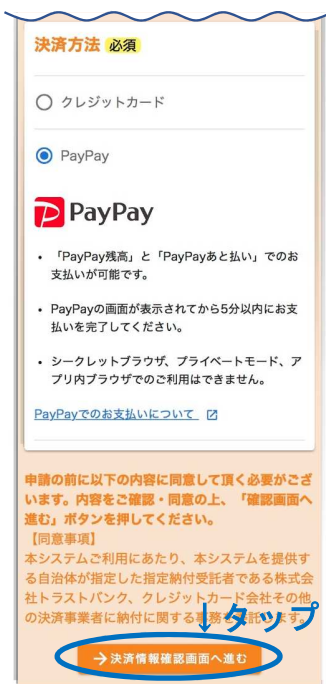 決済方法 必須
クレジットカード
PayPay
PayPay
・ 「PayPay残高」と「PayPayあと払い」でのお
支払いが可能です。
・ PayPayの画面が表示されてから5分以内にお支
払いを完了してください。
・ シークレットブラウザ、プライベートモード、ア
プリ内ブラウザでのご利用はできません。
PayPayでのお支払いについて
申請の前に以下の内容に同意して頂く必要がござ
います。内容をご確認・同意の上、「確認画面へ
進む」ボタンを押してください。
【同意事項】
本システムご利用にあたり、本システムを提供す
る自治体が指定した指定納付受託者である株式会
社トラストバンク、クレジットカード会社その他
の決済事業者に納付に関する事務を委託します。
↓タップ
→決済情報確認画面へ進む